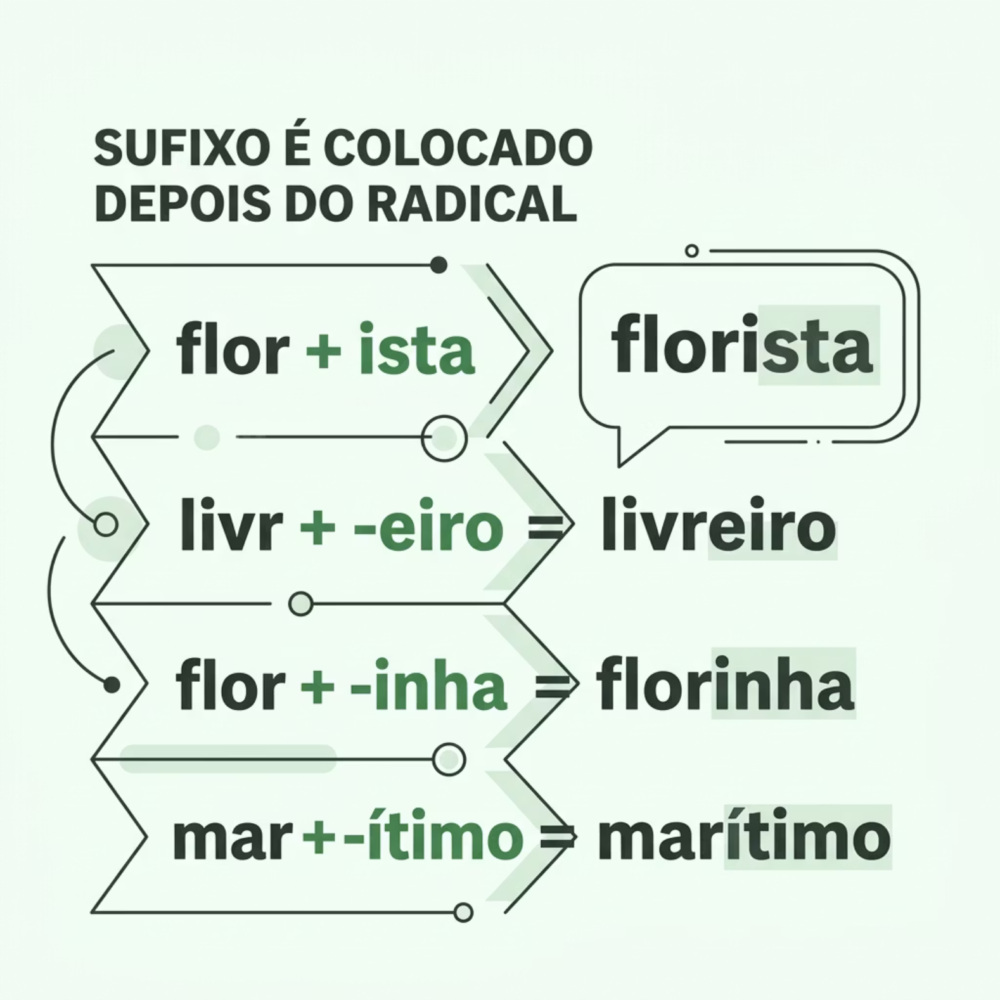 SUFIXO É COLOCADO
DEPOIS DO RADICAL
flor + ista florista
livr + -eiro = livreiro
flor + -inha = florinha
mar + -ítimo = marítimo